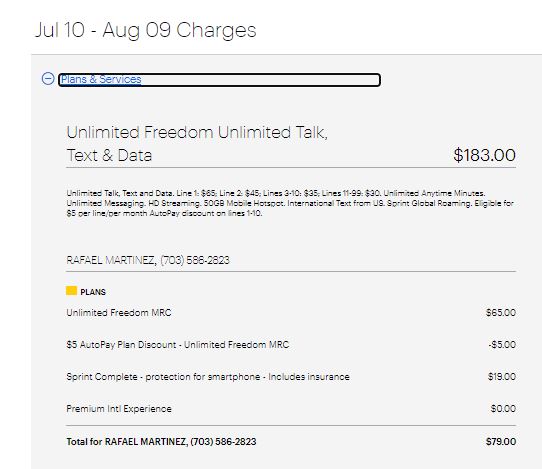 Jul 10 - Aug 09 Charges
Plans & Services
Unlimited Freedom Unlimited Talk,
Text & Data $183.00
Unlimited Talk, Text and Data. Line 1: $65; Line 2: $45; Lines 3-10: $35; Lines 11-99: $30. Unlimited Anytime Minutes.
Unlimited Messaging. HD Streaming. 50GB Mobile Hotspot. International Text from US. Sprint Global Roaming. Eligible for
$5 per line/per month AutoPay discount on lines 1-10.
RAFAEL MARTINEZ, (703) 586-2823
PLANS
Unlimited Freedom MRC $65.00
$5 AutoPay Plan Discount - Unlimited Freedom MRC -$5.00
Sprint Complete - protection for smartphone - Includes insurance $19.00
Premium Intl Experience $0.00
Total for RAFAEL MARTINEZ, (703) 586-2823 $79.00